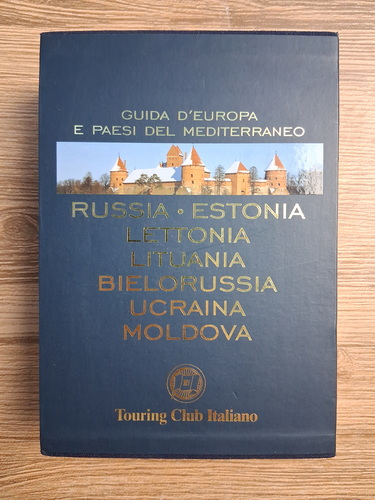 GUIDA D'EUROPA
E PAESI DEL MEDITERRANEO
RUSSIA • ESTONIA
LETTONIA
LITUANIA
BIELORUSSIA
UCRAINA
MOLDOVA
Touring Club Italiano